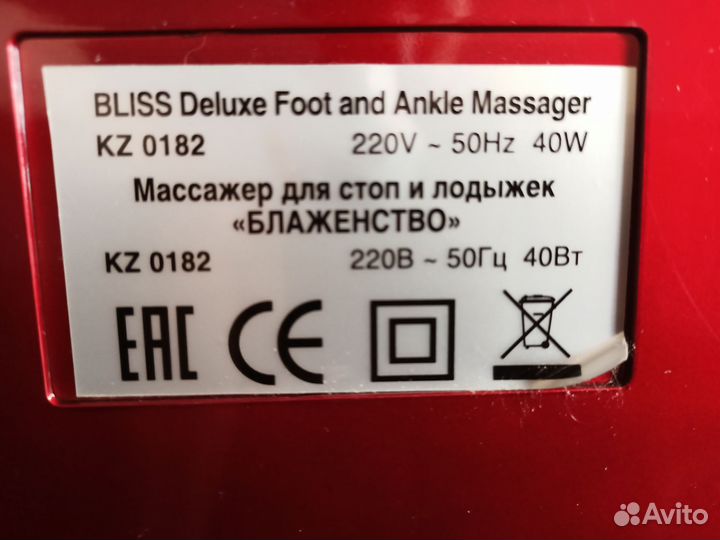 BLISS Deluxe Foot and Ankle Massager
KZ 0182 220V ~ 50Hz 40W
Массажер для стоп и лодыжек
«БЛАЖЕНСТВО»
KZ 0182 220В ~ 50Гц 40Вт
EAC CE
Avito